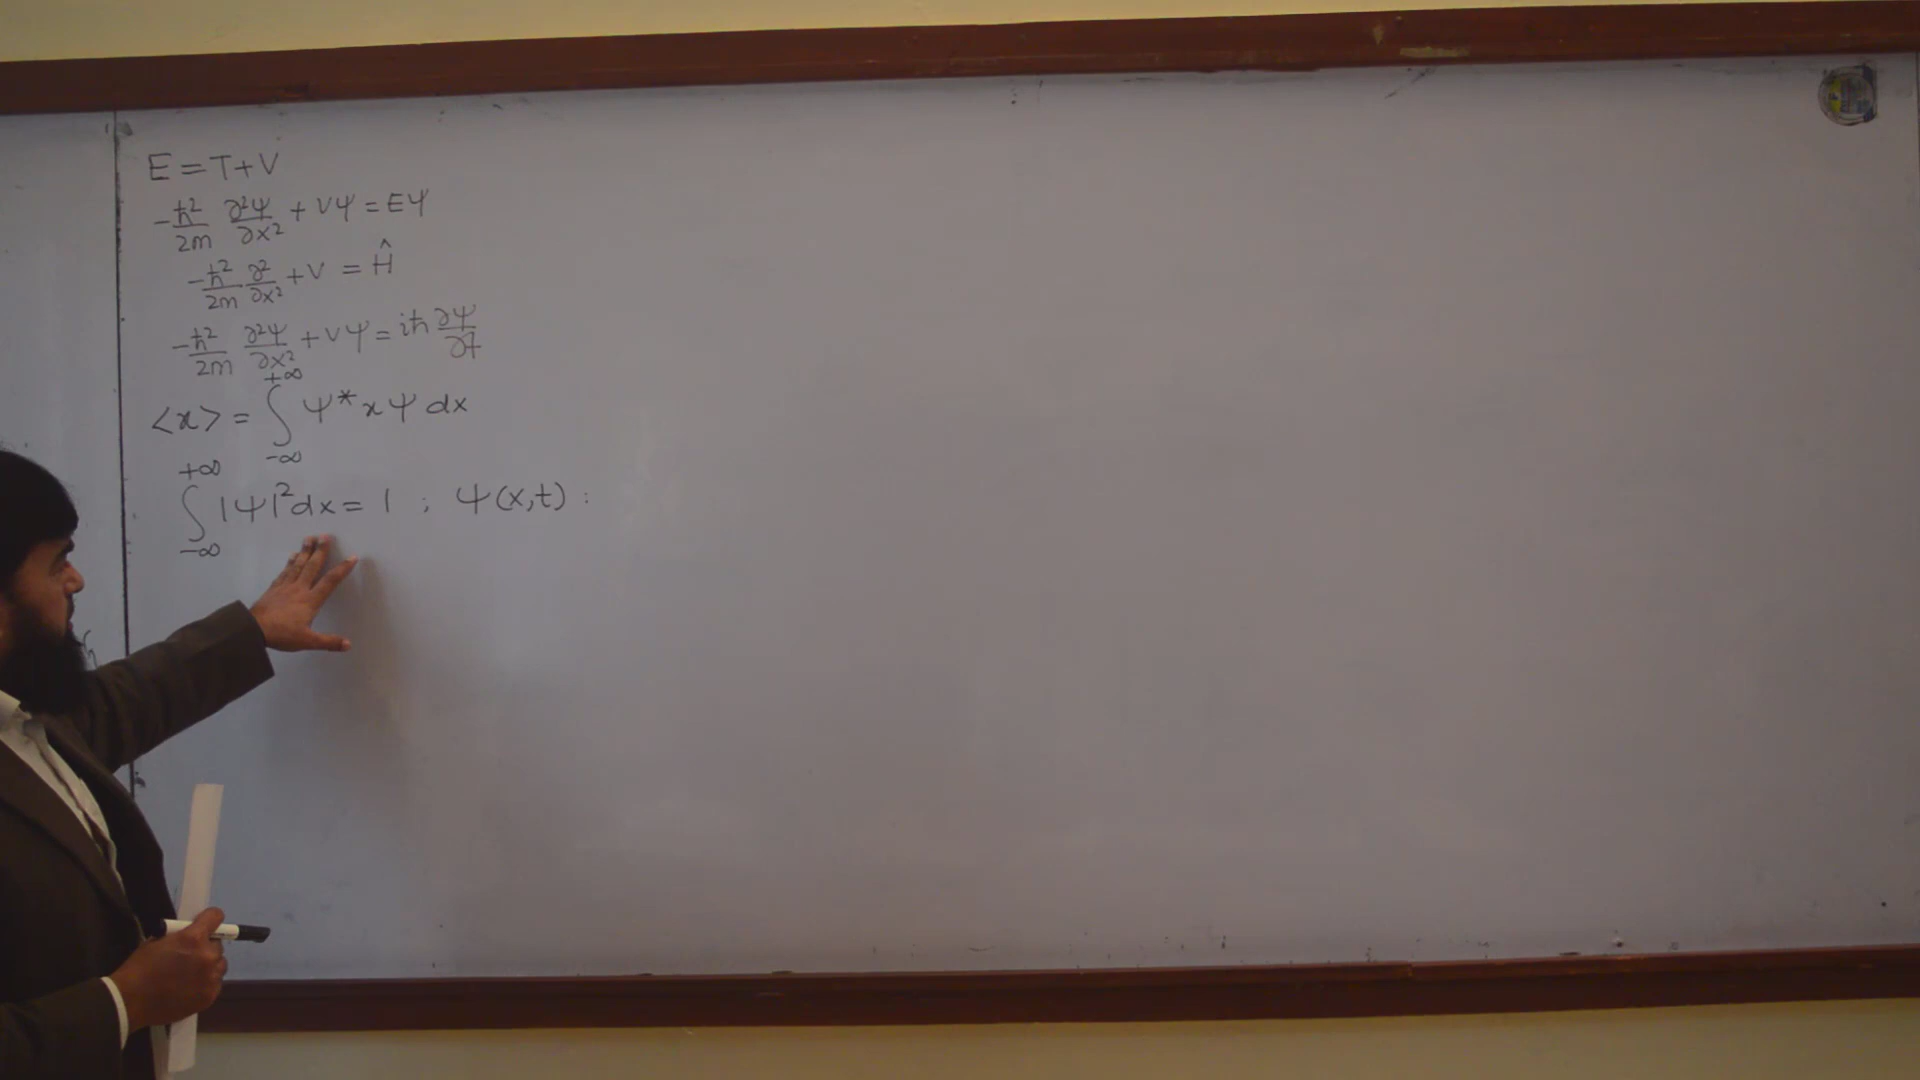 E = T + V
-ℏ²/2m ∂²Ψ/∂x² + VΨ = EΨ
-ℏ²/2m ∂²/∂x² + V = Ĥ
-ℏ²/2m ∂²Ψ/∂x² + VΨ = iℏ ∂Ψ/∂t
<x> = ∫_{-∞}^{+∞} Ψ* x Ψ dx
∫_{-∞}^{+∞} |Ψ|² dx = 1 ; Ψ(x,t) :